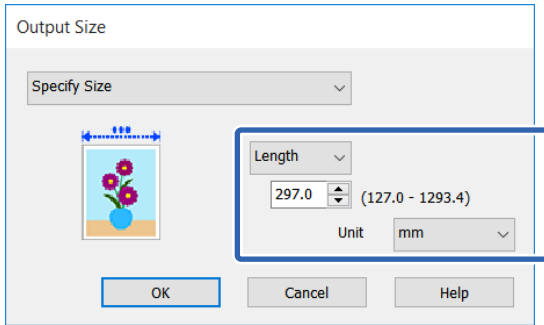 Output Size
Specify Size
Length
297.0 (127.0 - 1293.4)
Unit mm
OK Cancel Help